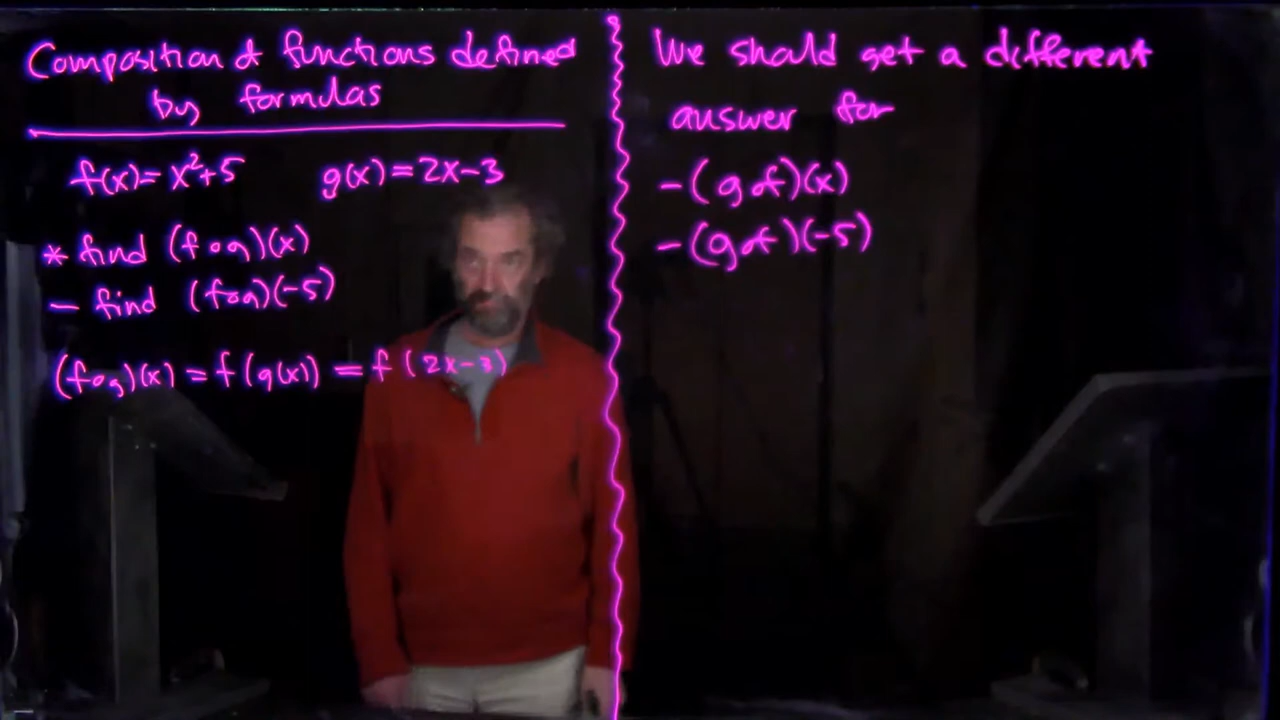 Composition of functions defined
by formulas
f(x)=x²+5 g(x)=2x-3
* find (f∘g)(x)
- find (f∘g)(-5)
(f∘g)(x) = f(g(x)) = f(2x-3)
We should get a different
answer for
-(g∘f)(x)
-(g∘f)(-5)